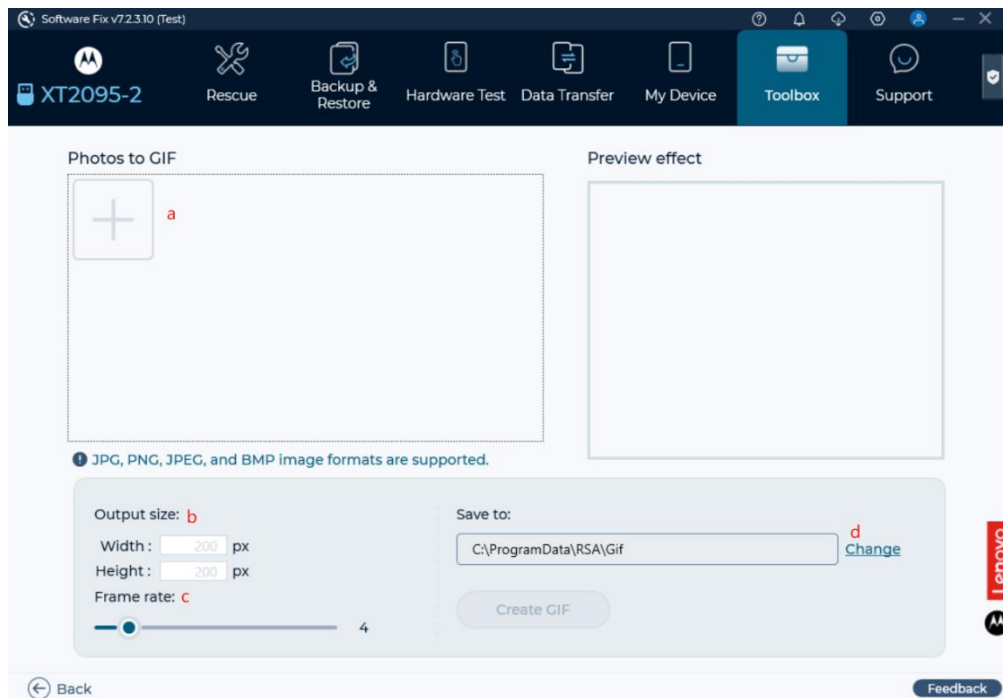 Software Fix v7.2.3.10 (Test)
XT2095-2
Rescue
Backup &
Restore
Hardware Test
Data Transfer
My Device
Toolbox
Support
Photos to GIF
Preview effect
a
JPG, PNG, JPEG, and BMP image formats are supported.
Output size: b
Width : 200 px
Height : 200 px
Frame rate: c
4
Save to:
C:\ProgramData\RSA\Gif
d
Change
Create GIF
Lenovo
Back
Feedback